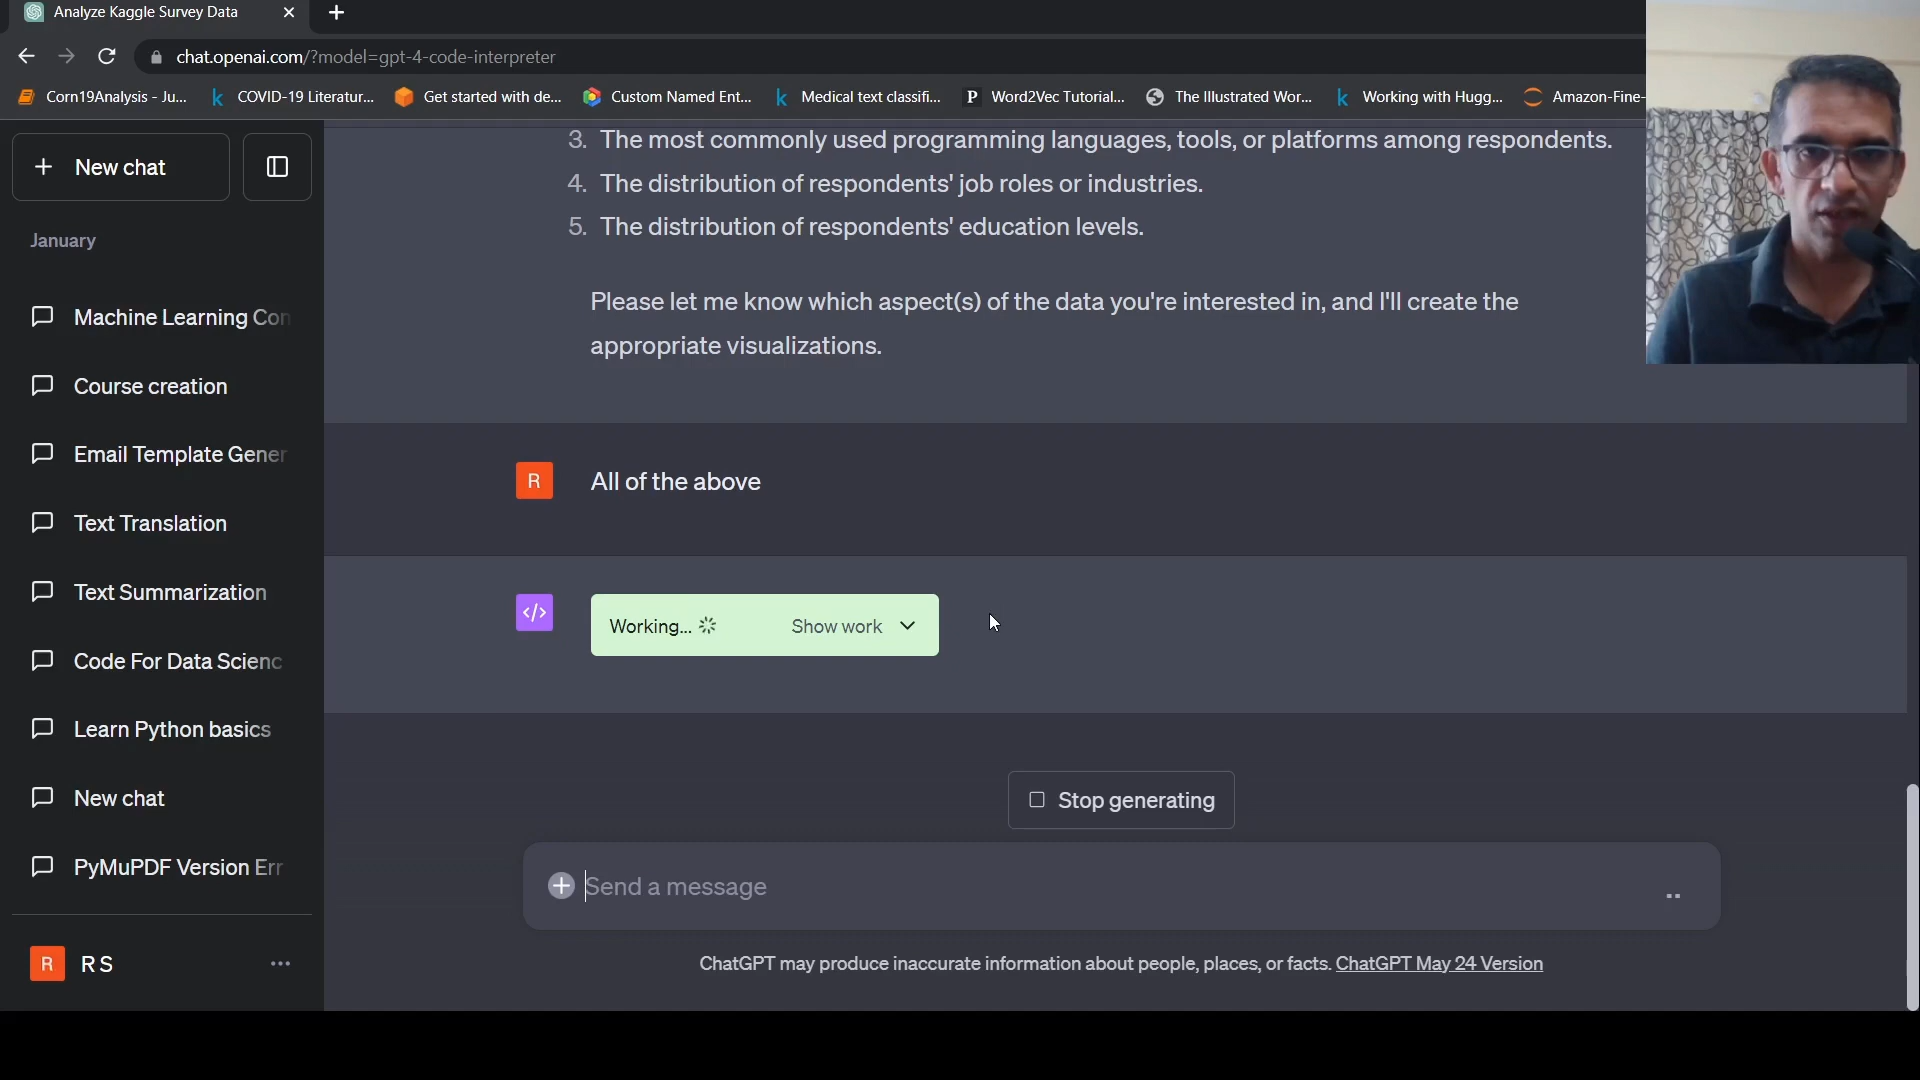 Analyze Kaggle Survey Data
chat.openai.com/?model=gpt-4-code-interpreter
Corn19Analysis - Ju... COVID-19 Literatur... Get started with de... Custom Named Ent... Medical text classifi... Word2Vec Tutorial... The Illustrated Wor... Working with Hugg... Amazon-Fine-
New chat
January
Machine Learning Con
Course creation
Email Template Gener
Text Translation
Text Summarization
Code For Data Scienc
Learn Python basics
New chat
PyMuPDF Version Err
R RS
3. The most commonly used programming languages, tools, or platforms among respondents.
4. The distribution of respondents' job roles or industries.
5. The distribution of respondents' education levels.
Please let me know which aspect(s) of the data you're interested in, and I'll create the
appropriate visualizations.
R All of the above
Working... Show work
Stop generating
Send a message
ChatGPT may produce inaccurate information about people, places, or facts. ChatGPT May 24 Version